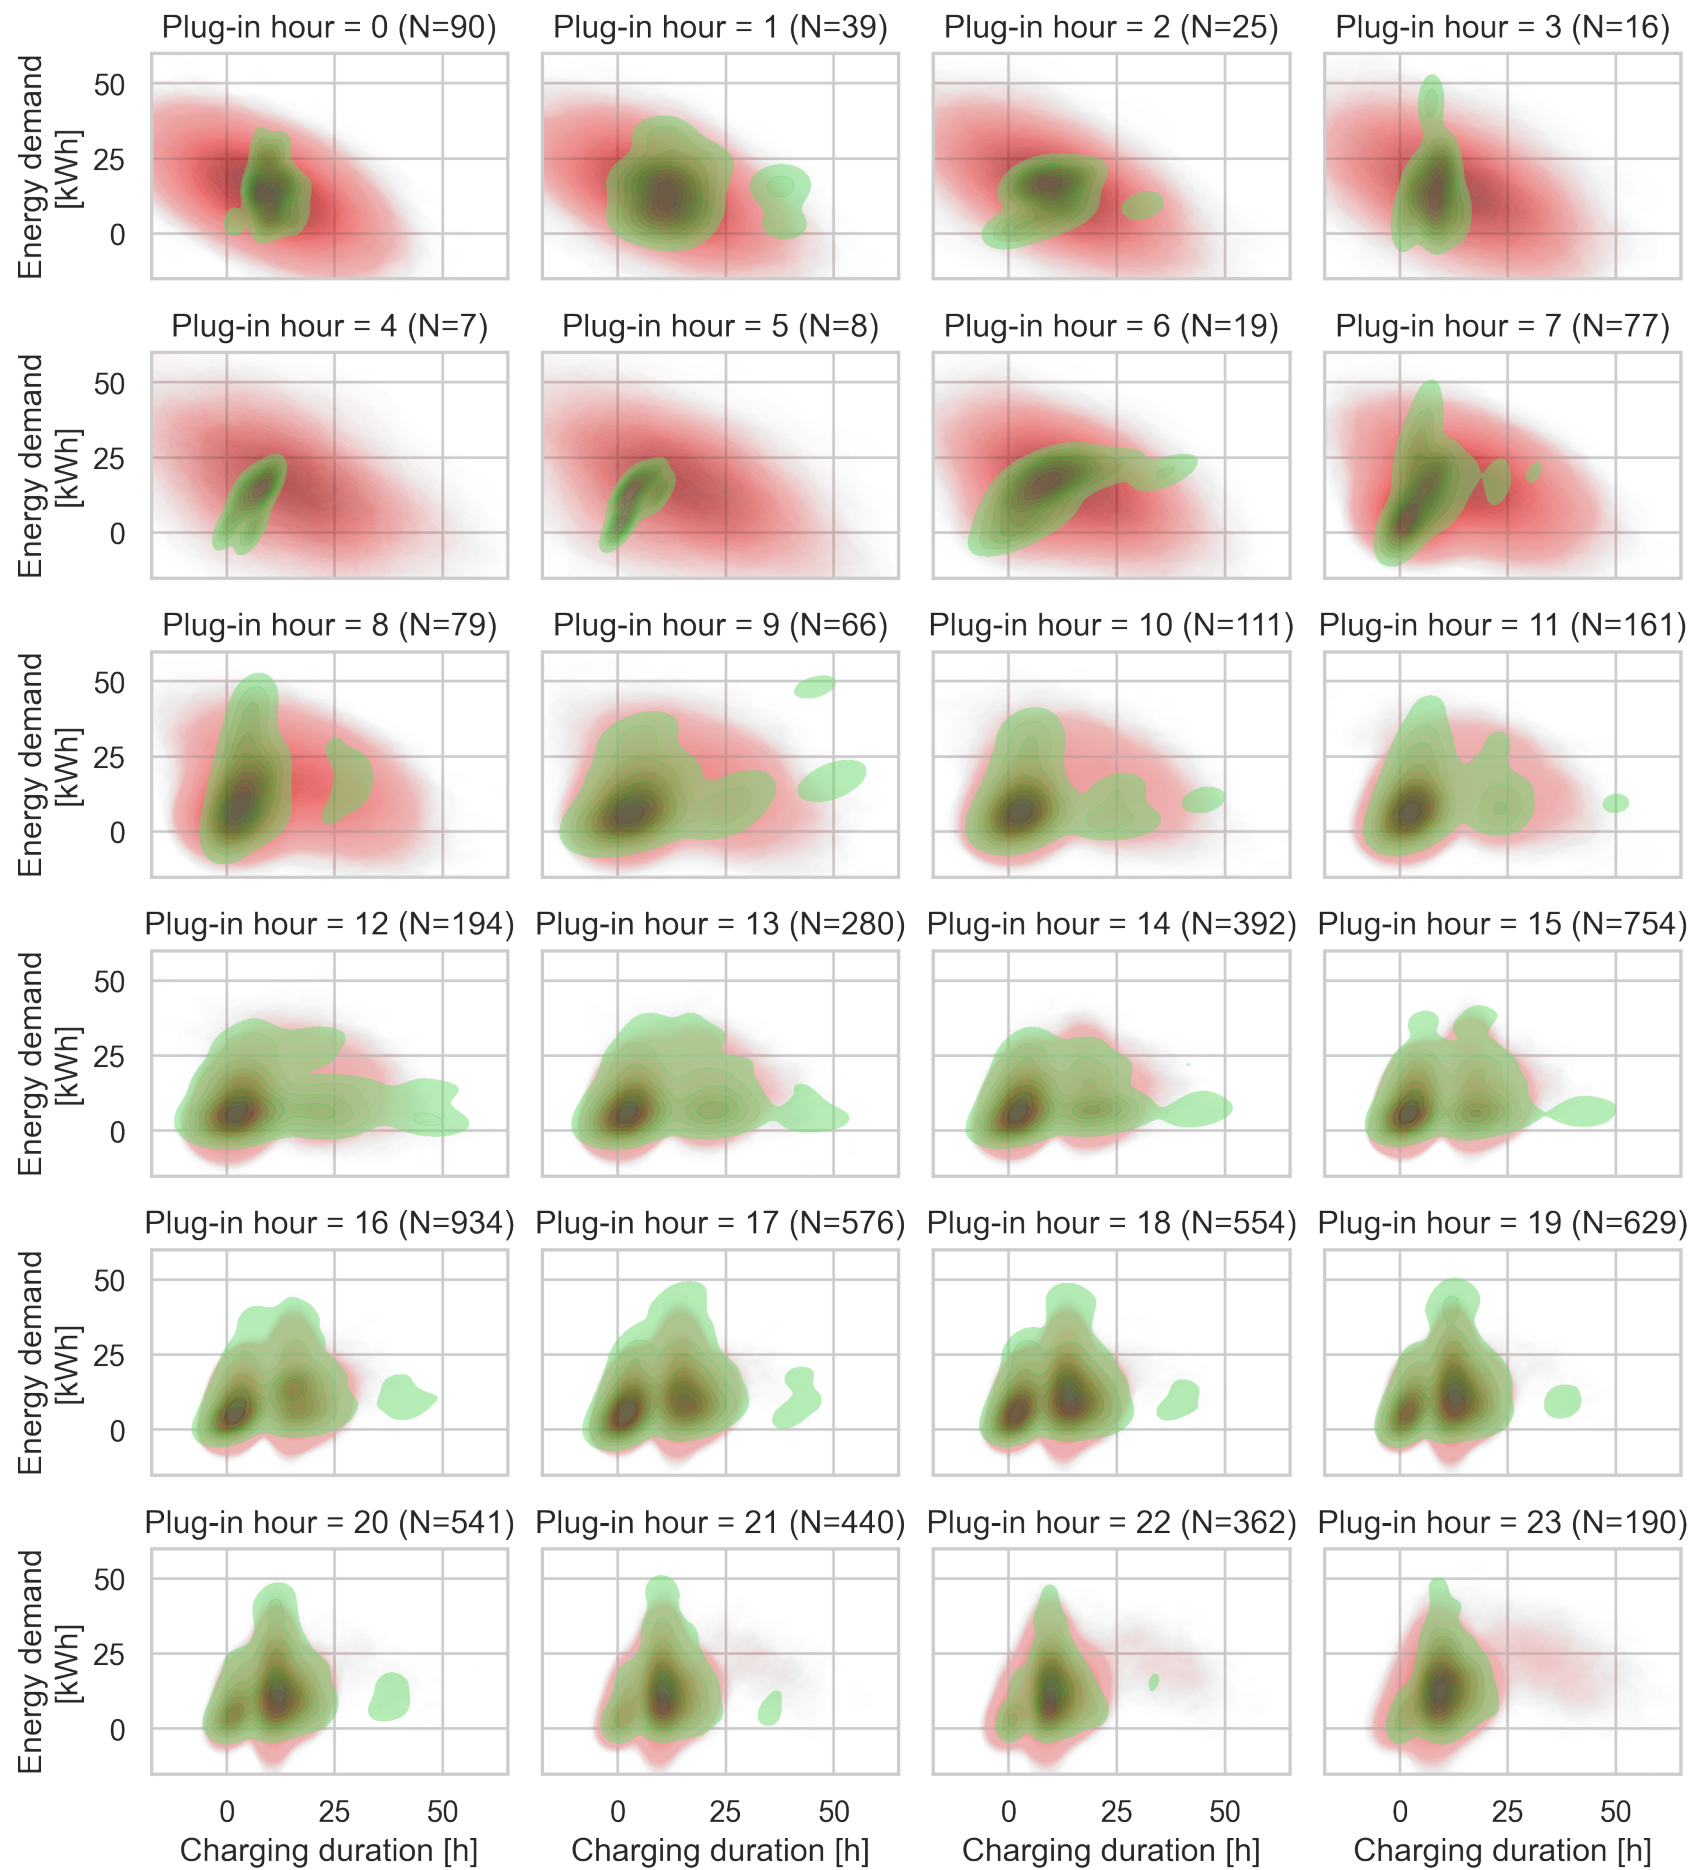 Plug-in hour = 0 (N=90)
Plug-in hour = 1 (N=39)
Plug-in hour = 2 (N=25)
Plug-in hour = 3 (N=16)
Energy demand
[kWh]
50
25
0
Plug-in hour = 4 (N=7)
Plug-in hour = 5 (N=8)
Plug-in hour = 6 (N=19)
Plug-in hour = 7 (N=77)
Energy demand
[kWh]
50
25
0
Plug-in hour = 8 (N=79)
Plug-in hour = 9 (N=66)
Plug-in hour = 10 (N=111)
Plug-in hour = 11 (N=161)
Energy demand
[kWh]
50
25
0
Plug-in hour = 12 (N=194)
Plug-in hour = 13 (N=280)
Plug-in hour = 14 (N=392)
Plug-in hour = 15 (N=754)
Energy demand
[kWh]
50
25
0
Plug-in hour = 16 (N=934)
Plug-in hour = 17 (N=576)
Plug-in hour = 18 (N=554)
Plug-in hour = 19 (N=629)
Energy demand
[kWh]
50
25
0
Plug-in hour = 20 (N=541)
Plug-in hour = 21 (N=440)
Plug-in hour = 22 (N=362)
Plug-in hour = 23 (N=190)
Energy demand
[kWh]
50
25
0
0 25 50
0 25 50
0 25 50
0 25 50
Charging duration [h]
Charging duration [h]
Charging duration [h]
Charging duration [h]